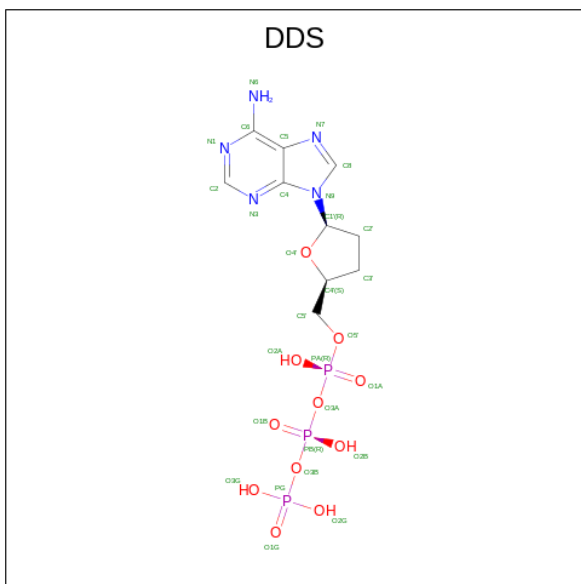 DDS
N6
NH₂
C6
N1
N
C5
N7
N
C8
C2
N
N3
C4
N
N9
C1'(R)
C2'
O4'
O
C3'
C4'(S)
C5'
O5'
O
O2A
HO
PA(R)
P
O
O1A
O
O3A
O1B
O
P
PB(R)
OH
O2B
O
O3B
O3G
HO
PG
P
OH
O2G
O
O1G